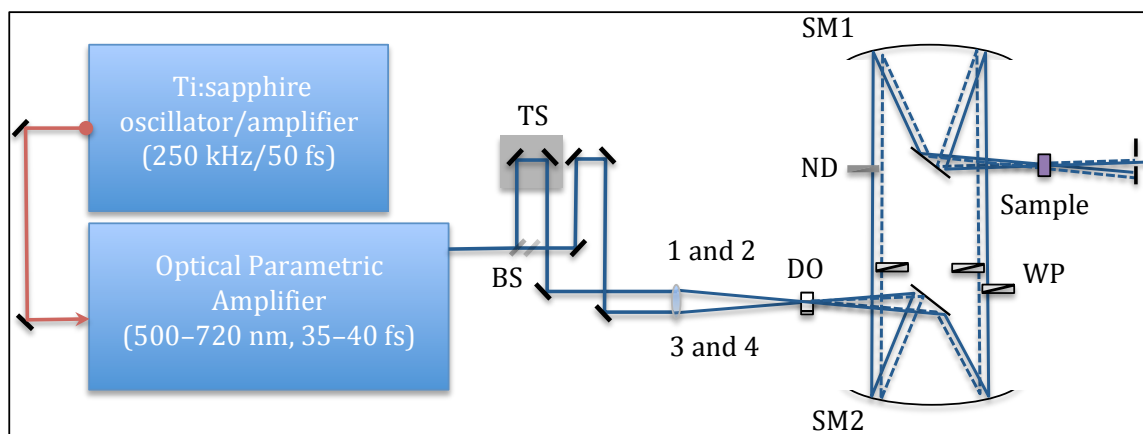 SM1
Ti:sapphire
oscillator/amplifier
(250 kHz/50 fs)
TS
ND
Sample
Optical Parametric
Amplifier
(500–720 nm, 35–40 fs)
BS
1 and 2
DO
WP
3 and 4
SM2